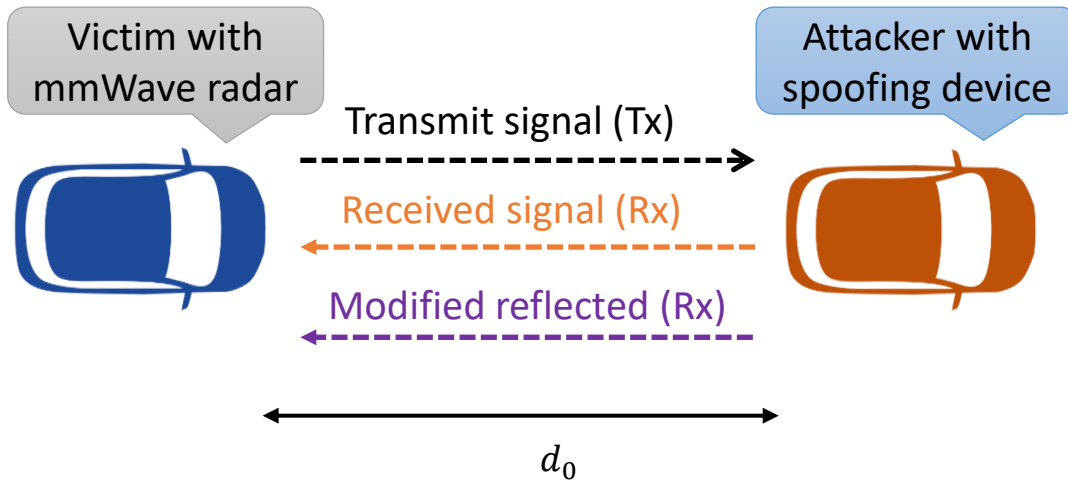 Victim with
mmWave radar
Attacker with
spoofing device
Transmit signal (Tx)
Received signal (Rx)
Modified reflected (Rx)
d₀